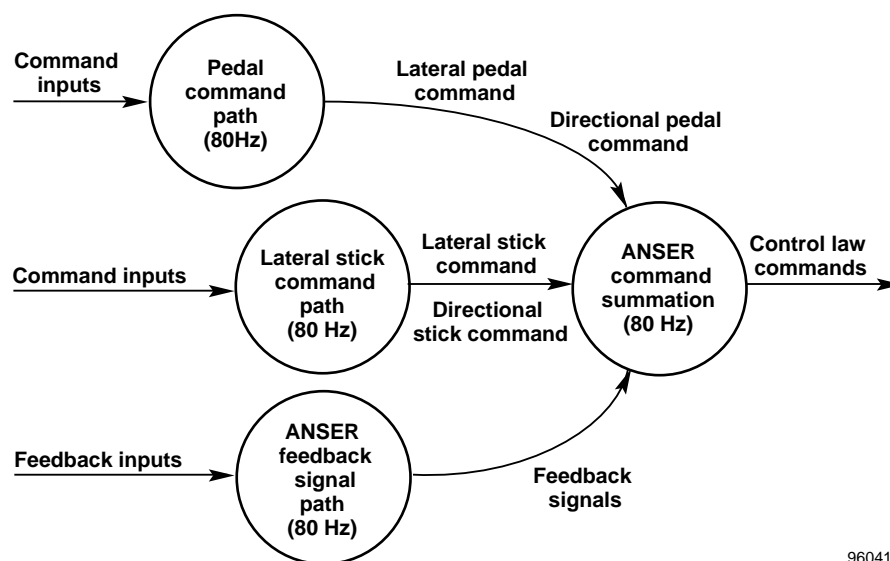 Command
inputs
Pedal
command
path
(80Hz)
Lateral pedal
command
Directional pedal
command
Command inputs
Lateral stick
command
path
(80 Hz)
Lateral stick
command
Directional
stick command
ANSER
command
summation
(80 Hz)
Control law
commands
Feedback inputs
ANSER
feedback
signal
path
(80 Hz)
Feedback
signals
96041